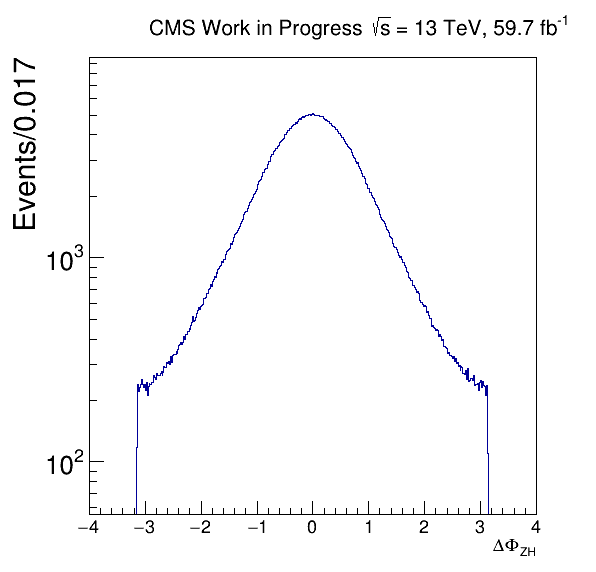 CMS Work in Progress √s = 13 TeV, 59.7 fb⁻¹
Events/0.017
10³
10²
−4 −3 −2 −1 0 1 2 3 4
ΔΦ_ZH